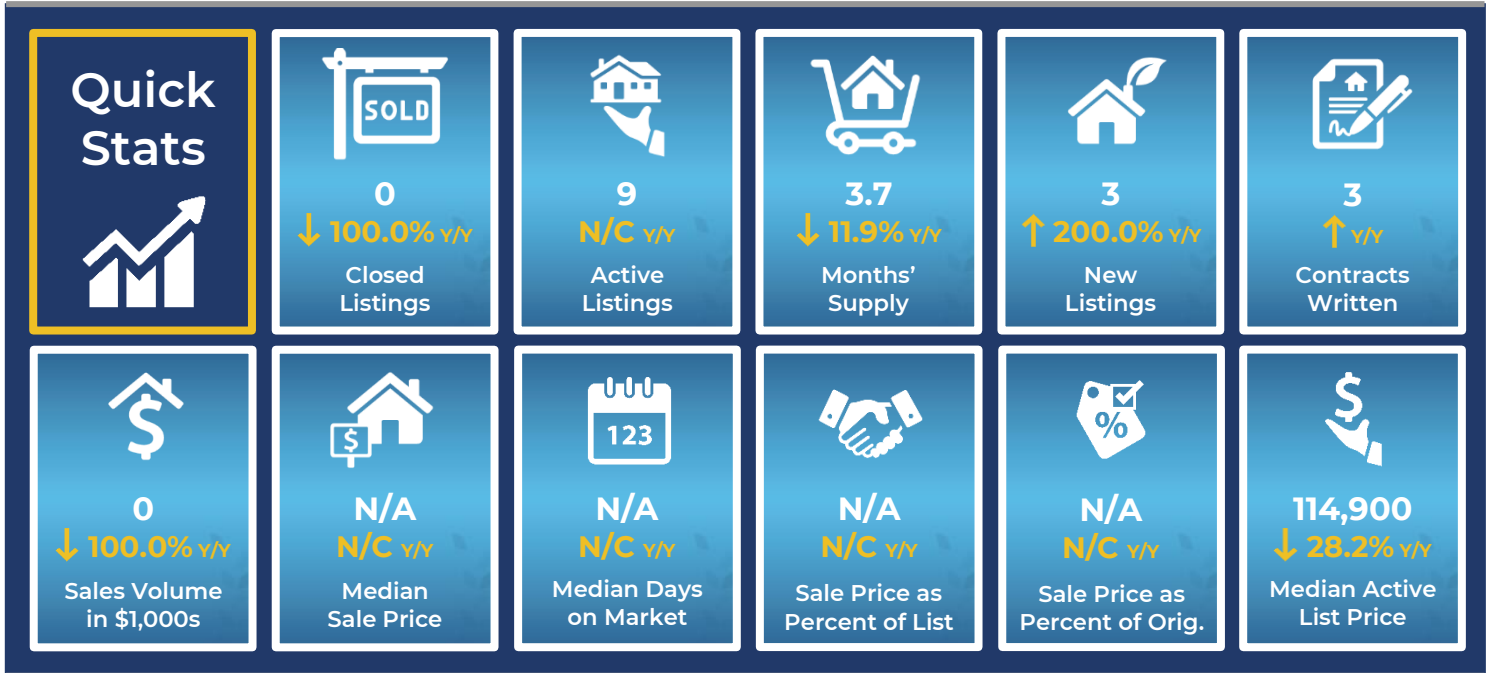 Quick
Stats
SOLD
0
↓ 100.0% Y/Y
Closed
Listings
9
N/C Y/Y
Active
Listings
3.7
↓ 11.9% Y/Y
Months’
Supply
3
↑ 200.0% Y/Y
New
Listings
3
↑ Y/Y
Contracts
Written
$
0
↓ 100.0% Y/Y
Sales Volume
in $1,000s
$
N/A
N/C Y/Y
Median
Sale Price
123
N/A
N/C Y/Y
Median Days
on Market
N/A
N/C Y/Y
Sale Price as
Percent of List
%
N/A
N/C Y/Y
Sale Price as
Percent of Orig.
$
114,900
↓ 28.2% Y/Y
Median Active
List Price